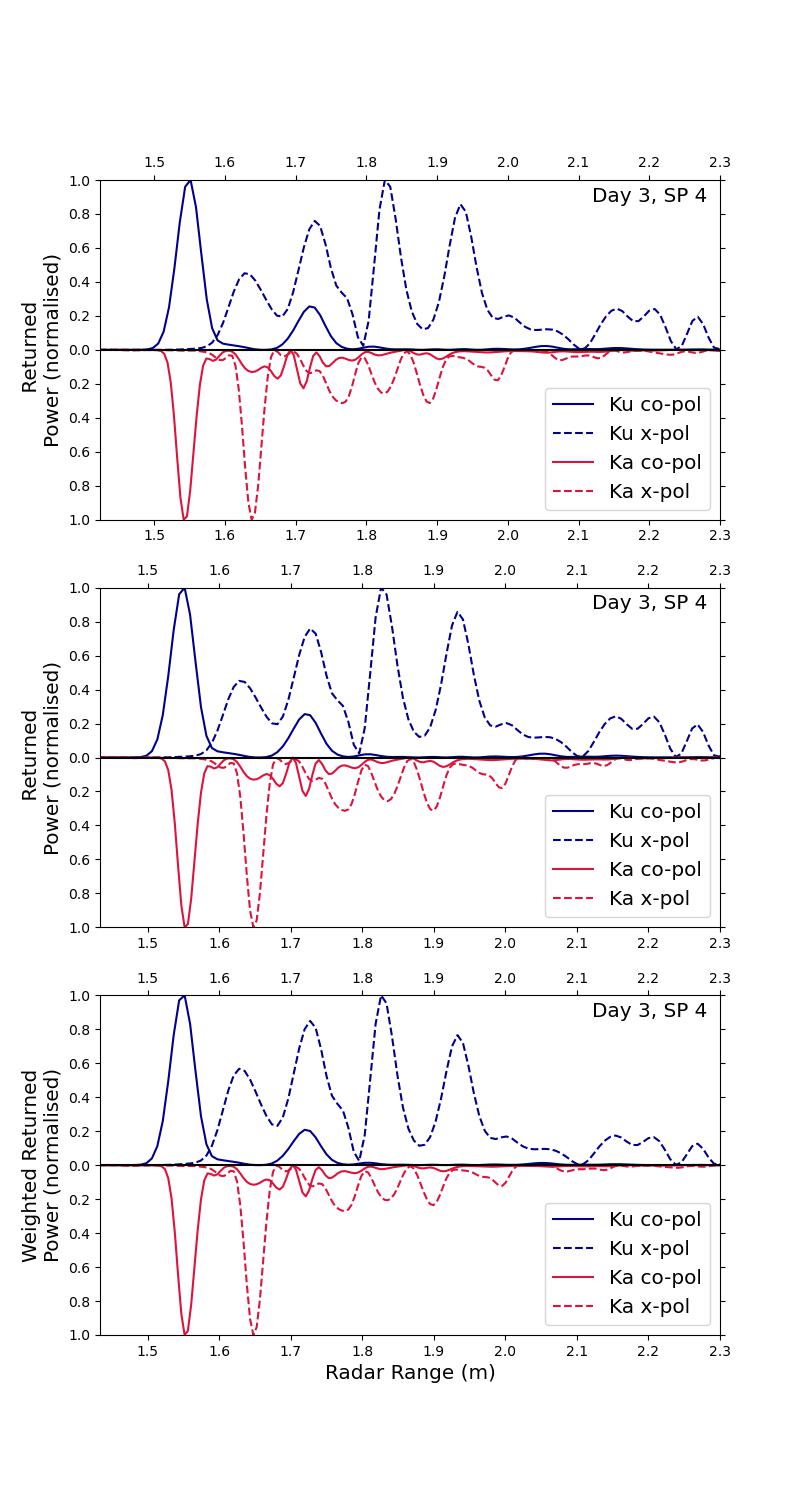 1.5 1.6 1.7 1.8 1.9 2.0 2.1 2.2 2.3
Day 3, SP 4
1.0
0.8
0.6
0.4
0.2
0.0
0.2
0.4
0.6
0.8
1.0
Returned
Power (normalised)
Ku co-pol
Ku x-pol
Ka co-pol
Ka x-pol
1.5 1.6 1.7 1.8 1.9 2.0 2.1 2.2 2.3
1.5 1.6 1.7 1.8 1.9 2.0 2.1 2.2 2.3
Day 3, SP 4
1.0
0.8
0.6
0.4
0.2
0.0
0.2
0.4
0.6
0.8
1.0
Returned
Power (normalised)
Ku co-pol
Ku x-pol
Ka co-pol
Ka x-pol
1.5 1.6 1.7 1.8 1.9 2.0 2.1 2.2 2.3
1.5 1.6 1.7 1.8 1.9 2.0 2.1 2.2 2.3
Day 3, SP 4
1.0
0.8
0.6
0.4
0.2
0.0
0.2
0.4
0.6
0.8
1.0
Weighted Returned
Power (normalised)
Ku co-pol
Ku x-pol
Ka co-pol
Ka x-pol
1.5 1.6 1.7 1.8 1.9 2.0 2.1 2.2 2.3
Radar Range (m)